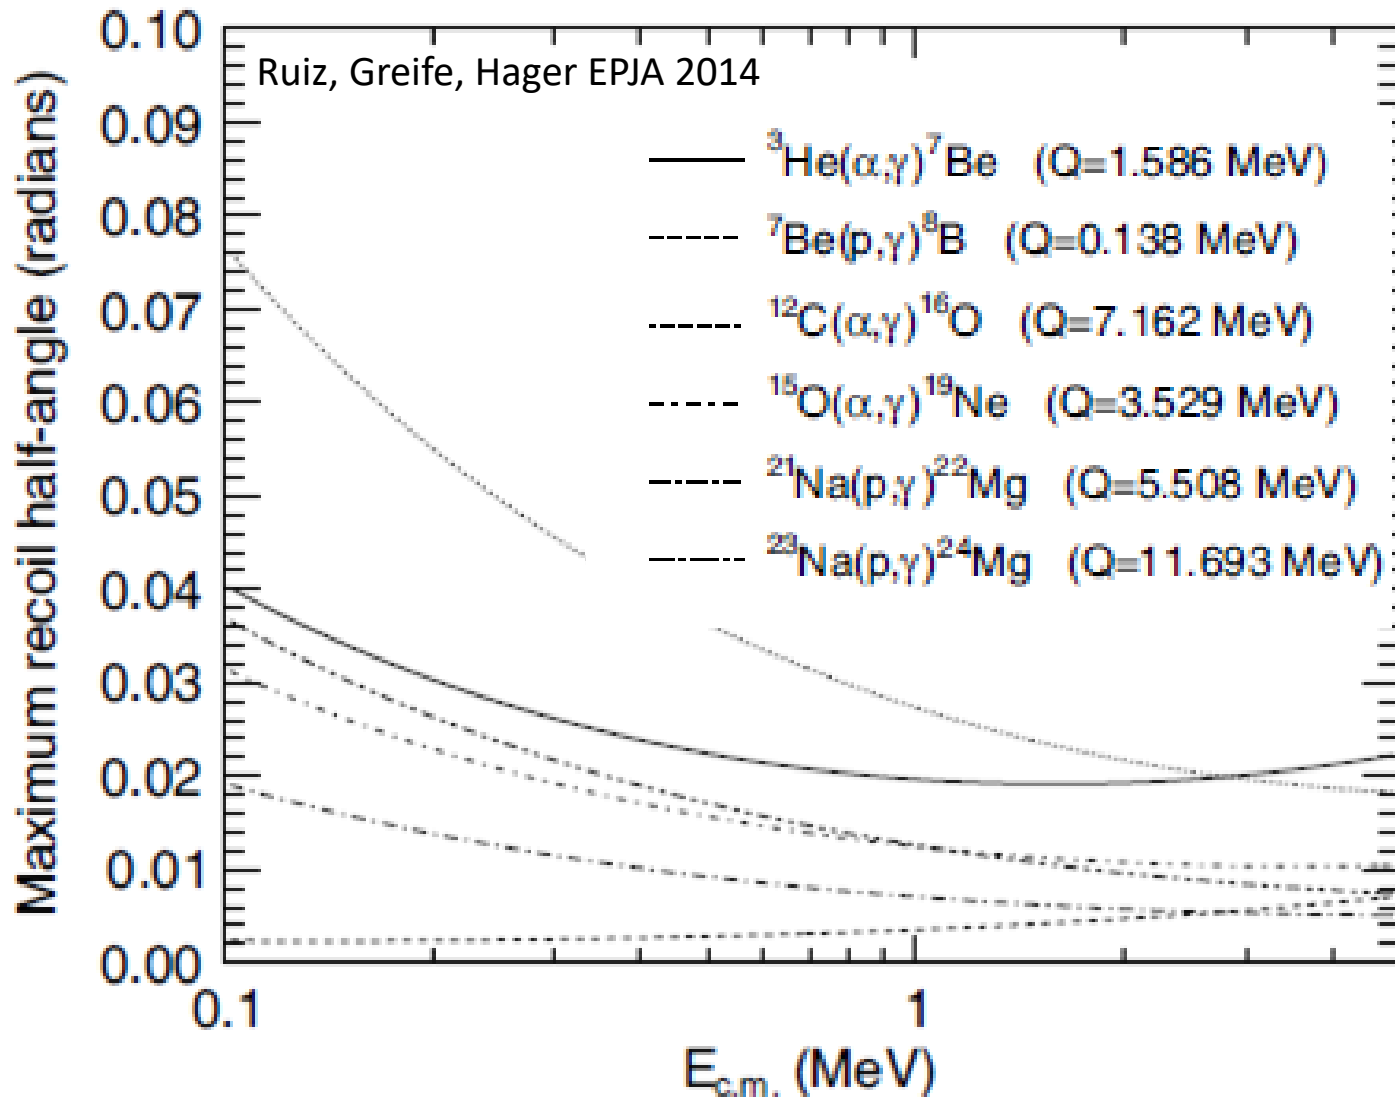 Ruiz, Greife, Hager EPJA 2014
³He(α,γ)⁷Be (Q=1.586 MeV)
⁷Be(p,γ)⁸B (Q=0.138 MeV)
¹²C(α,γ)¹⁶O (Q=7.162 MeV)
¹⁵O(α,γ)¹⁹Ne (Q=3.529 MeV)
²¹Na(p,γ)²²Mg (Q=5.508 MeV)
²³Na(p,γ)²⁴Mg (Q=11.693 MeV)
Maximum recoil half-angle (radians)
0.10
0.09
0.08
0.07
0.06
0.05
0.04
0.03
0.02
0.01
0.00
0.1
1
E_c.m. (MeV)